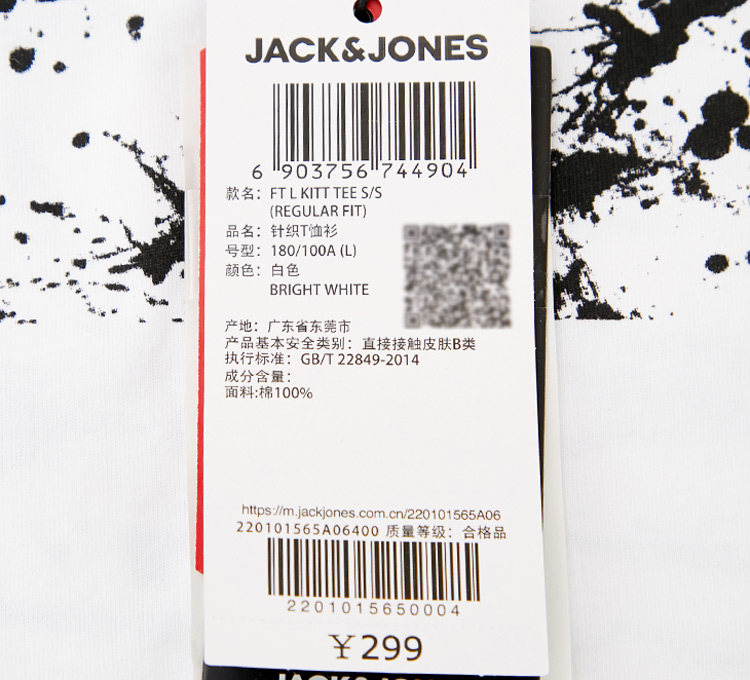 JACK&JONES
6 903756 744904
款名：FT L KITT TEE S/S
(REGULAR FIT)
品名：针织T恤衫
号型：180/100A (L)
颜色：白色
BRIGHT WHITE
产地：广东省东莞市
产品基本安全类别：直接接触皮肤B类
执行标准：GB/T 22849-2014
成分含量：
面料:棉100%
https://m.jackjones.com.cn/220101565A06
220101565A06400 质量等级：合格品
2201015650004
￥299
JACK&JONES